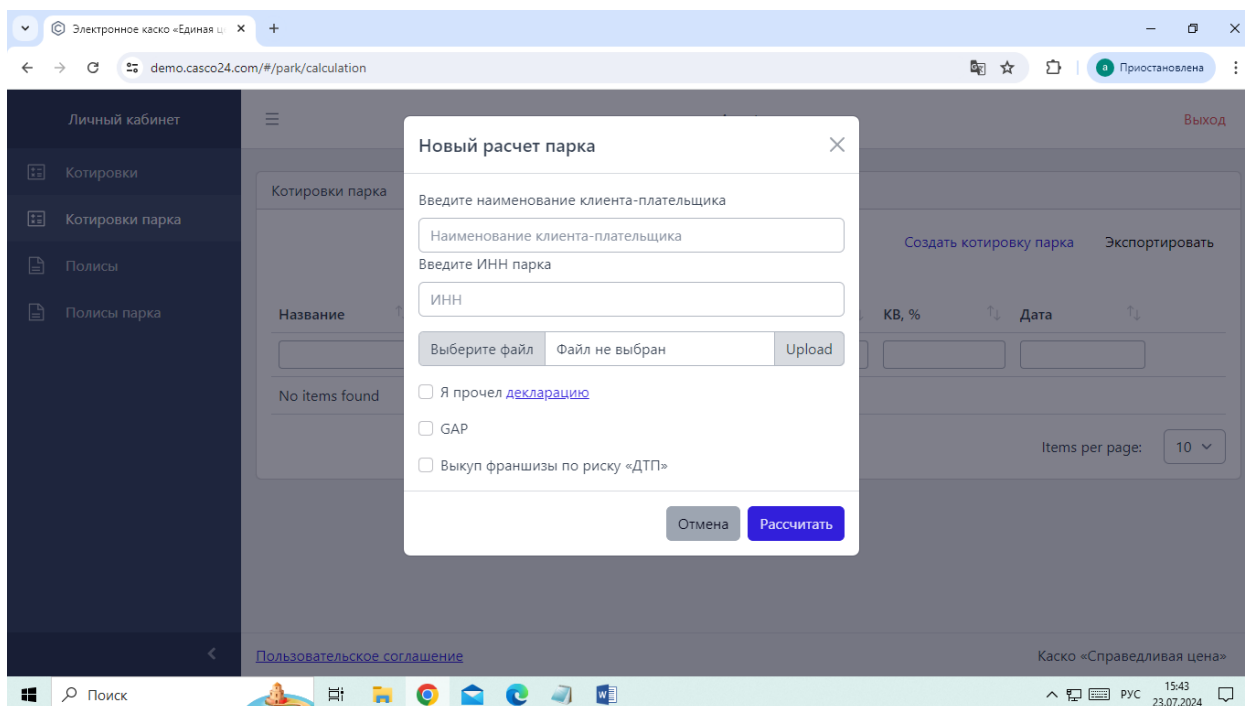 Электронное каско «Единая ц
demo.casco24.com/#/park/calculation
а Приостановлена
Личный кабинет
Выход
Котировки
Котировки парка
Полисы
Полисы парка
Котировки парка
Создать котировку парка Экспортировать
Название КВ, % Дата
No items found
Items per page: 10
Новый расчет парка
Введите наименование клиента-плательщика
Наименование клиента-плательщика
Введите ИНН парка
ИНН
Выберите файл Файл не выбран Upload
Я прочел декларацию
GAP
Выкуп франшизы по риску «ДТП»
Отмена Рассчитать
Пользовательское соглашение Каско «Справедливая цена»
Поиск
РУС
15:43
23.07.2024